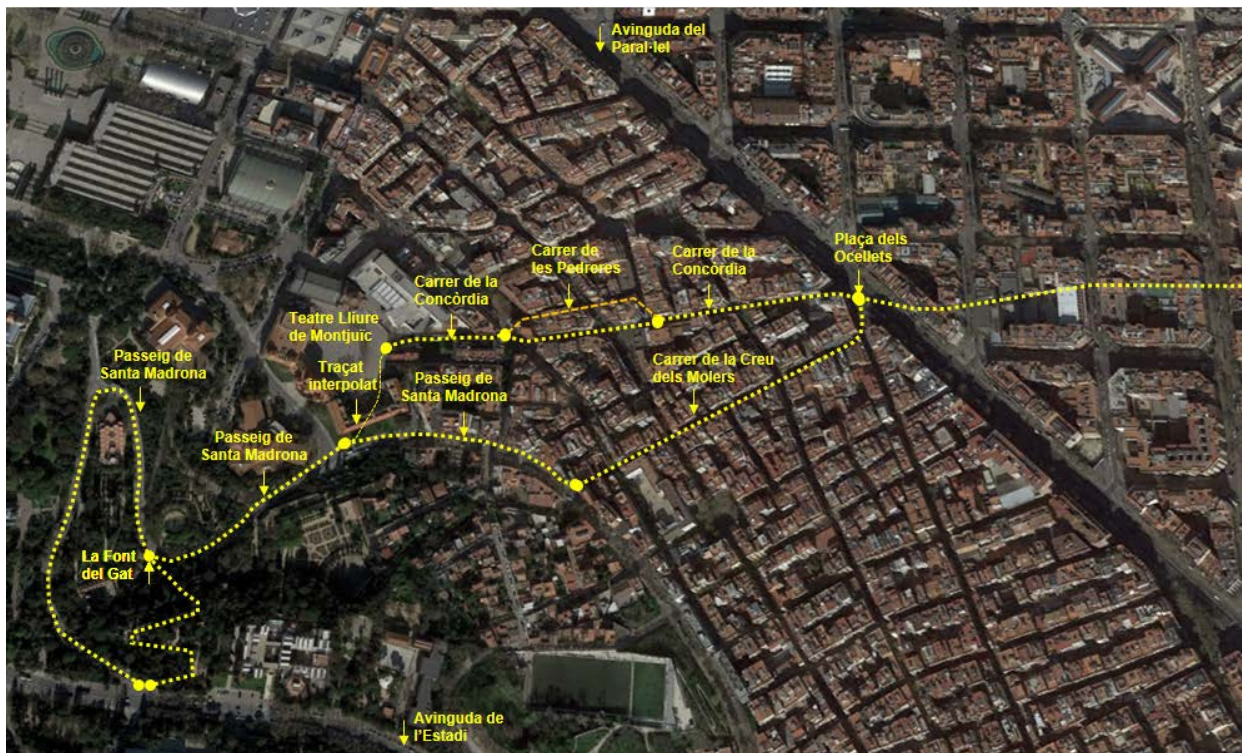 Avinguda del
Paral·lel
Plaça dels
Ocellets
Carrer de
les Pedreres
Carrer de la
Concòrdia
Carrer de la
Concòrdia
Teatre Lliure
de Montjuïc
Passeig de
Santa Madrona
Traçat
interpolat
Passeig de
Santa Madrona
Carrer de la Creu
dels Molers
Passeig de
Santa Madrona
La Font
del Gat
Avinguda de
l'Estadi